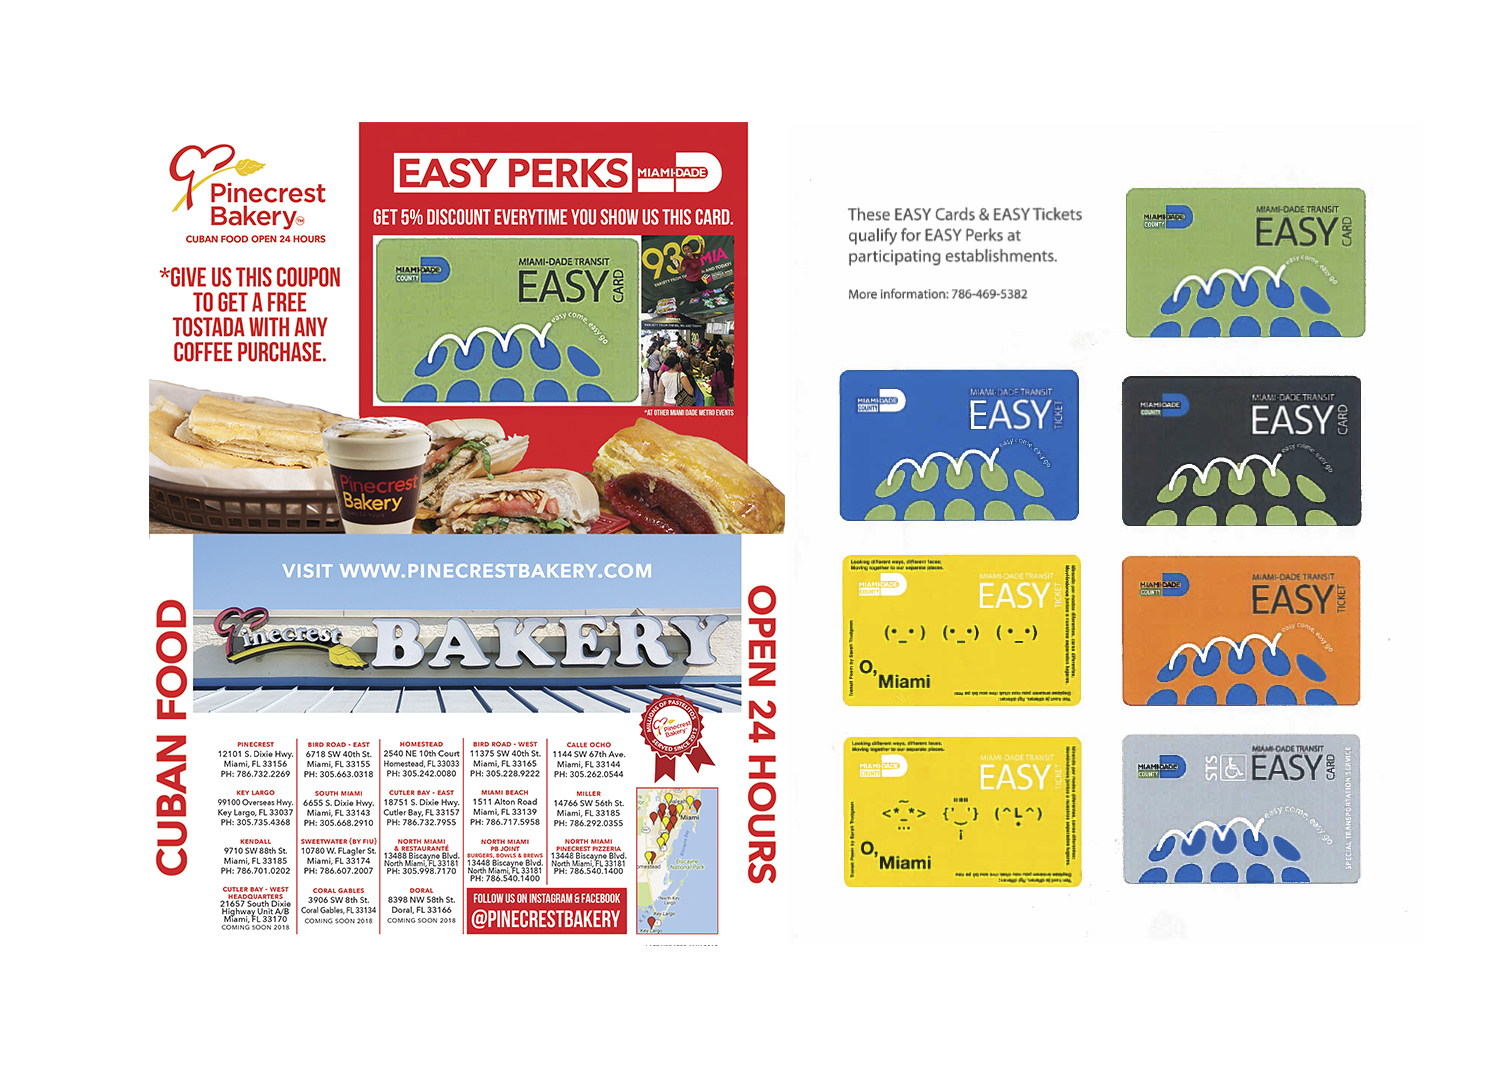 Pinecrest
Bakery
TM
CUBAN FOOD OPEN 24 HOURS
*GIVE US THIS COUPON
TO GET A FREE
TOSTADA WITH ANY
COFFEE PURCHASE.
EASY PERKS
MIAMI-DADE
GET 5% DISCOUNT EVERYTIME YOU SHOW US THIS CARD.
MIAMI-DADE
COUNTY
MIAMI-DADE TRANSIT
EASY
CARD
easy come, easy go
939
MIA
*AT OTHER MIAMI DADE METRO EVENTS
Pinecrest
Bakery
VISIT WWW.PINECRESTBAKERY.COM
Pinecrest BAKERY
CUBAN FOOD
OPEN 24 HOURS
MILLIONS OF PASTELITOS
Pinecrest
Bakery
SERVED SINCE 2012
PINECREST
12101 S. Dixie Hwy.
Miami, FL 33156
PH: 786.732.2269
BIRD ROAD - EAST
6718 SW 40th St.
Miami, FL 33155
PH: 305.663.0318
HOMESTEAD
2540 NE 10th Court
Homestead, FL 33033
PH: 305.242.0080
BIRD ROAD - WEST
11375 SW 40th St.
Miami, FL 33165
PH: 305.228.9222
CALLE OCHO
1144 SW 67th Ave.
Miami, FL 33144
PH: 305.262.0544
KEY LARGO
99100 Overseas Hwy.
Key Largo, FL 33037
PH: 305.735.4368
SOUTH MIAMI
6655 S. Dixie Hwy.
Miami, FL 33143
PH: 305.668.2910
CUTLER BAY - EAST
18751 S. Dixie Hwy.
Cutler Bay, FL 33157
PH: 786.732.7955
MIAMI BEACH
1511 Alton Road
Miami, FL 33139
PH: 786.717.5958
MILLER
14766 SW 56th St.
Miami, FL 33185
PH: 786.292.0355
KENDALL
9710 SW 88th St.
Miami, FL 33185
PH: 786.701.0202
SWEETWATER (BY FIU)
10780 W. FLagler St.
Miami, FL 33174
PH: 786.607.2007
NORTH MIAMI
& RESTAURANTE
13488 Biscayne Blvd.
North Miami, FL 33181
PH: 305.998.7170
NORTH MIAMI
PB JOINT
BURGERS, BOWLS & BREWS
13448 Biscayne Blvd.
North Miami, FL 33181
PH: 786.540.1400
NORTH MIAMI
PINECREST PIZZERIA
13448 Biscayne Blvd.
North Miami, FL 33181
PH: 786.540.1400
CUTLER BAY - WEST
HEADQUARTERS
21657 South Dixie
Highway Unit A/B
Miami, FL 33170
COMING SOON 2018
CORAL GABLES
3906 SW 8th St.
Coral Gables, FL 33134
COMING SOON 2018
DORAL
8398 NW 58th St.
Doral, FL 33166
COMING SOON 2018
FOLLOW US ON INSTAGRAM & FACEBOOK
@PINECRESTBAKERY
Miami
Biscayne
National Park
Key Largo
Key Largo
These EASY Cards & EASY Tickets
qualify for EASY Perks at
participating establishments.
More information: 786-469-5382
MIAMI-DADE
COUNTY
MIAMI-DADE TRANSIT
EASY
CARD
easy come, easy go
MIAMI-DADE
COUNTY
MIAMI-DADE TRANSIT
EASY
TICKET
easy come, easy go
MIAMI-DADE
COUNTY
MIAMI-DADE TRANSIT
EASY
CARD
easy come, easy go
Looking different ways, different faces;
Moving together to our separate places.
MIAMI-DADE
COUNTY
MIAMI-DADE TRANSIT
EASY
TICKET
(•_•) (•_•) (•_•)
O, Miami
MIAMI-DADE
COUNTY
MIAMI-DADE TRANSIT
EASY
TICKET
easy come, easy go
Looking different ways, different faces.
Moving together to our separate places.
MIAMI-DADE
COUNTY
MIAMI-DADE TRANSIT
EASY
TICKET
O, Miami
MIAMI-DADE
COUNTY
STS
MIAMI-DADE TRANSIT
EASY
CARD
easy come, easy go
SPECIAL TRANSPORTATION SERVICE